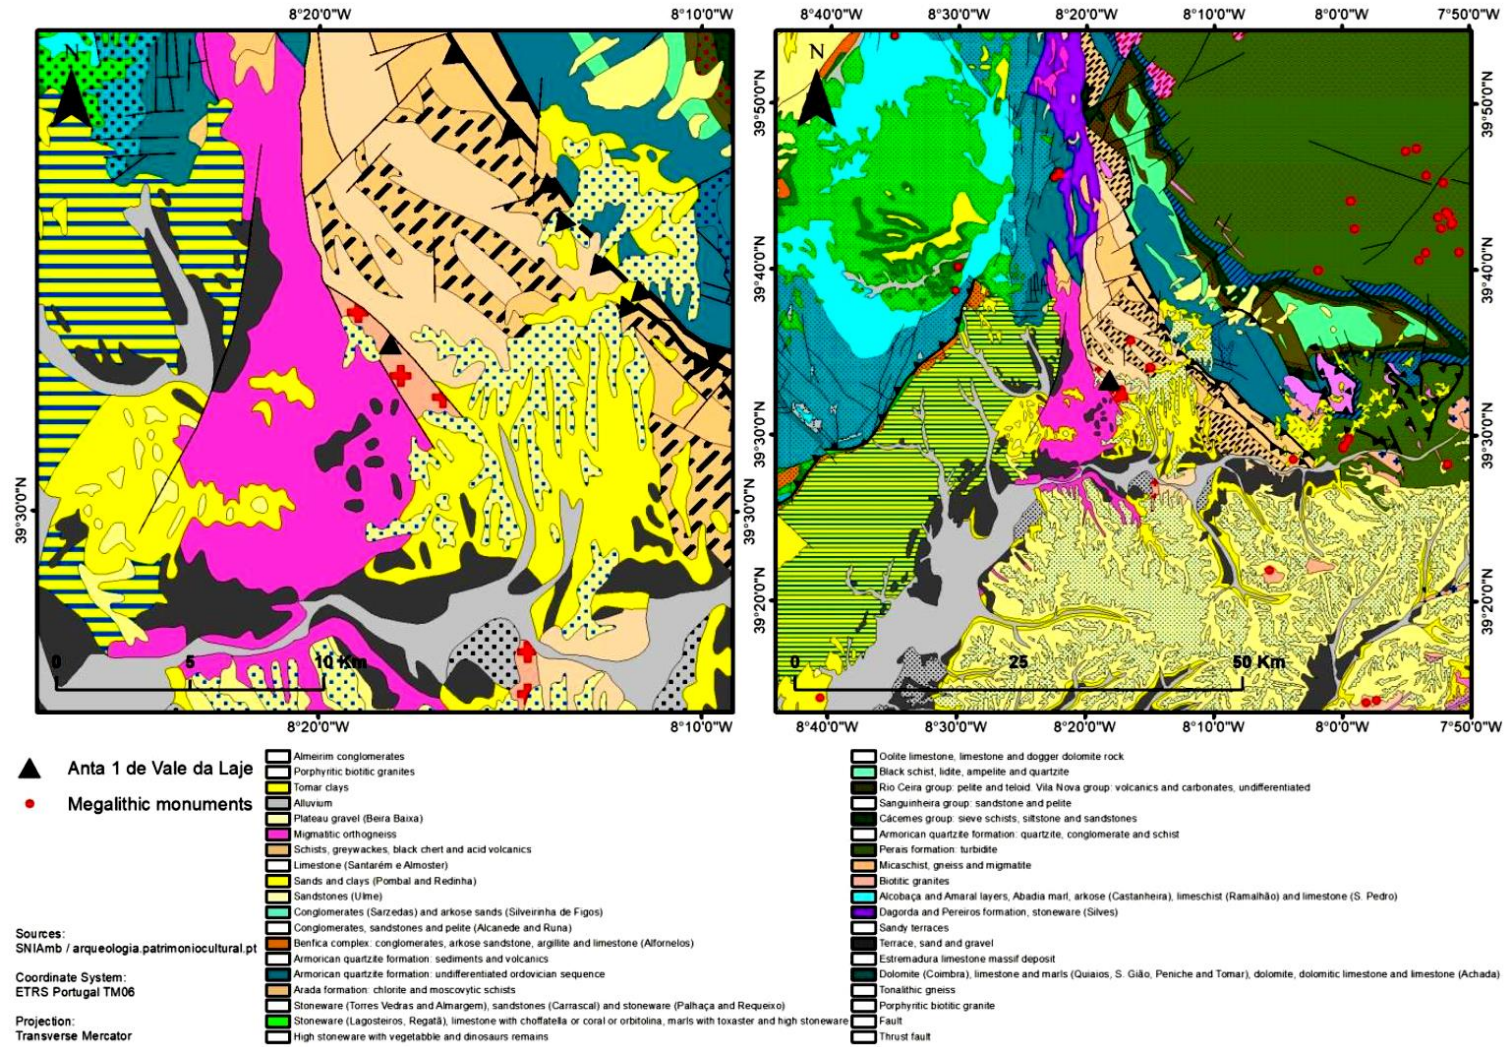 8°20'0"W 8°10'0"W
8°40'0"W 8°30'0"W 8°20'0"W 8°10'0"W 8°0'0"W 7°50'0"W
N
N
39°30'0"N
39°50'0"N
39°40'0"N
39°30'0"N
39°20'0"N
39°30'0"N
39°50'0"N
39°40'0"N
39°30'0"N
39°20'0"N
0 5 10 Km
0 25 50 Km
8°20'0"W 8°10'0"W
8°40'0"W 8°30'0"W 8°20'0"W 8°10'0"W 8°0'0"W 7°50'0"W
Anta 1 de Vale da Laje
Megalithic monuments
Sources:
SNIAmb / arqueologia.patrimoniocultural.pt
Coordinate System:
ETRS Portugal TM06
Projection:
Transverse Mercator
Almeirim conglomerates
Porphyritic biotitic granites
Tomar clays
Alluvium
Plateau gravel (Beira Baixa)
Migmatitic orthogneiss
Schists, greywackes, black chert and acid volcanics
Limestone (Santarém e Almoster)
Sands and clays (Pombal and Redinha)
Sandstones (Ulme)
Conglomerates (Sarzedas) and arkose sands (Silveirinha de Figos)
Conglomerates, sandstones and pelite (Alcanede and Runa)
Benfica complex: conglomerates, arkose sandstone, argillite and limestone (Alfornelos)
Armorican quartzite formation: sediments and volcanics
Armorican quartzite formation: undifferentiated ordovician sequence
Arada formation: chlorite and moscovytic schists
Stoneware (Torres Vedras and Almargem), sandstones (Carrascal) and stoneware (Palhaça and Requeixo)
Stoneware (Lagosteiros, Regatã), limestone with choffatella or coral or orbitolina, marls with toxaster and high stoneware
High stoneware with vegetabble and dinosaurs remains
Oolite limestone, limestone and dogger dolomite rock
Black schist, lidite, ampelite and quartzite
Rio Ceira group: pelite and teloid. Vila Nova group: volcanics and carbonates, undifferentiated
Sanguinheira group: sandstone and pelite
Cácemes group: sieve schists, siltstone and sandstones
Armorican quartzite formation: quartzite, conglomerate and schist
Perais formation: turbidite
Micaschist, gneiss and migmatite
Biotitic granites
Alcobaça and Amaral layers, Abadia marl, arkose (Castanheira), limeschist (Ramalhão) and limestone (S. Pedro)
Dagorda and Pereiros formation, stoneware (Silves)
Sandy terraces
Terrace, sand and gravel
Estremadura limestone massif deposit
Dolomite (Coimbra), limestone and marls (Quiaios, S. Gião, Peniche and Tomar), dolomite, dolomitic limestone and limestone (Achada)
Tonalithic gneiss
Porphyritic biotitic granite
Fault
Thrust fault